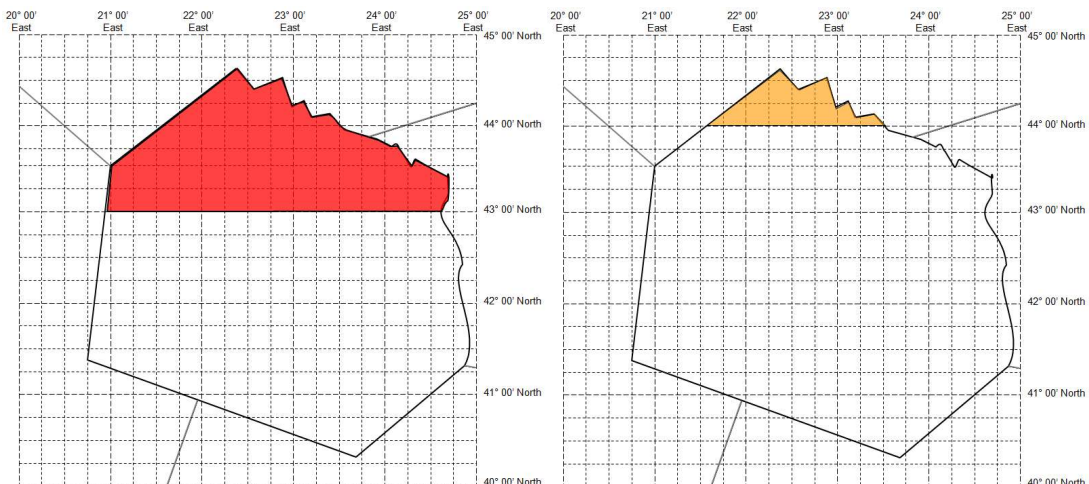 20° 00' 21° 00' 22° 00' 23° 00' 24° 00' 25° 00'
East East East East East East
45° 00' North
44° 00' North
43° 00' North
42° 00' North
41° 00' North
40° 00' North
20° 00' 21° 00' 22° 00' 23° 00' 24° 00' 25° 00'
East East East East East East
45° 00' North
44° 00' North
43° 00' North
42° 00' North
41° 00' North
40° 00' North